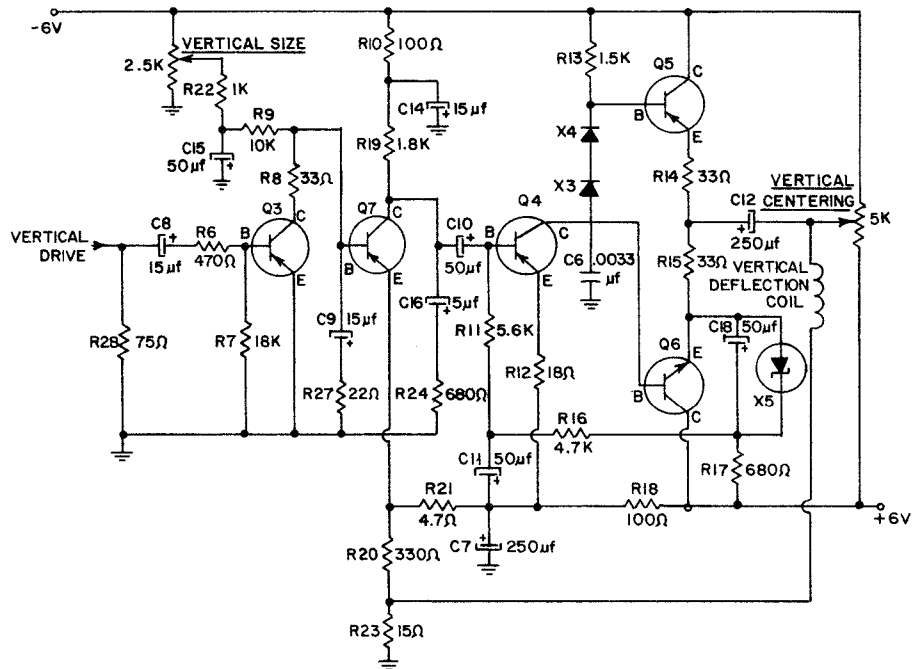 -6V
VERTICAL SIZE
2.5K
R22
1K
C15
50µf
R9
10K
R8
33Ω
R10
100Ω
C14
15µf
R19
1.8K
R13
1.5K
X4
X3
C6
.0033
µf
Q5
B
C
E
R14
33Ω
C12
250µf
VERTICAL
CENTERING
5K
VERTICAL
DRIVE
C8
15µf
R6
470Ω
Q3
B
C
E
R28
75Ω
R7
18K
Q7
B
C
E
C9
15µf
R27
22Ω
C10
50µf
C16
5µf
R24
680Ω
Q4
B
C
E
R11
5.6K
R12
18Ω
R15
33Ω
VERTICAL
DEFLECTION
COIL
Q6
B
E
C
C18
50µf
X5
R16
4.7K
R17
680Ω
C11
50µf
R21
4.7Ω
R18
100Ω
+6V
C7
250µf
R20
330Ω
R23
15Ω